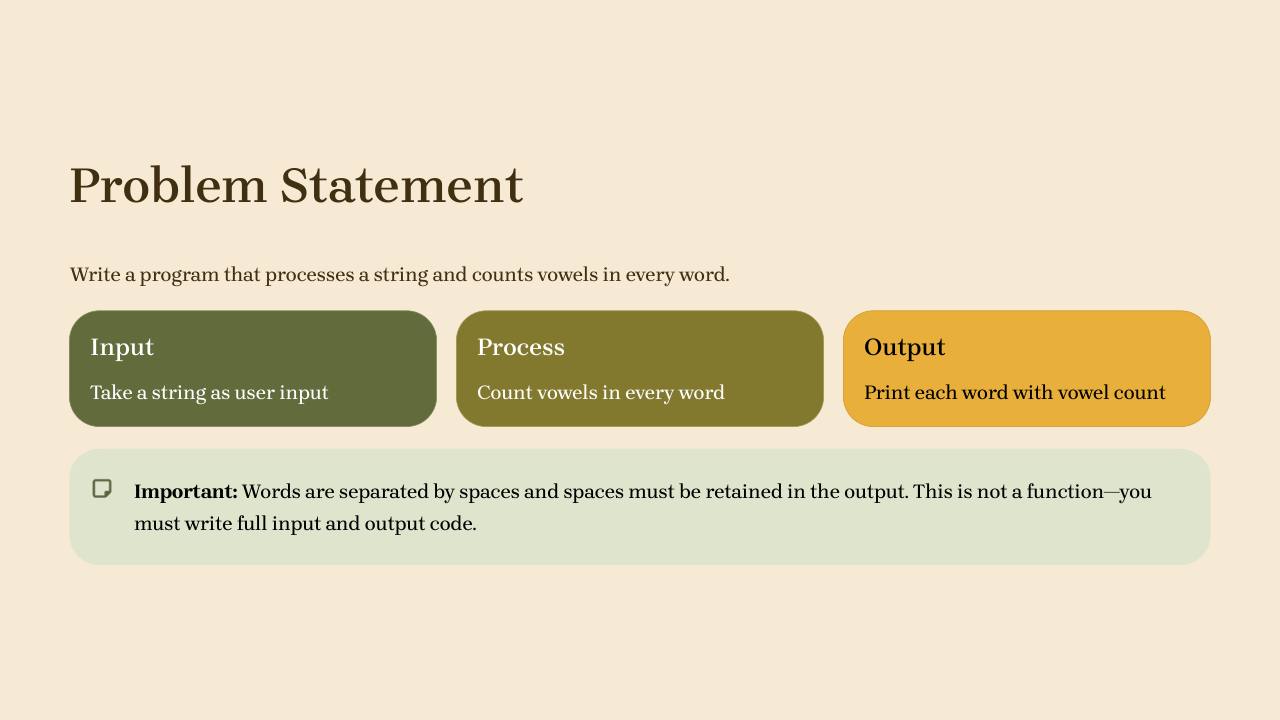 Problem Statement
Write a program that processes a string and counts vowels in every word.
Input
Take a string as user input
Process
Count vowels in every word
Output
Print each word with vowel count
Important: Words are separated by spaces and spaces must be retained in the output. This is not a function—you
must write full input and output code.